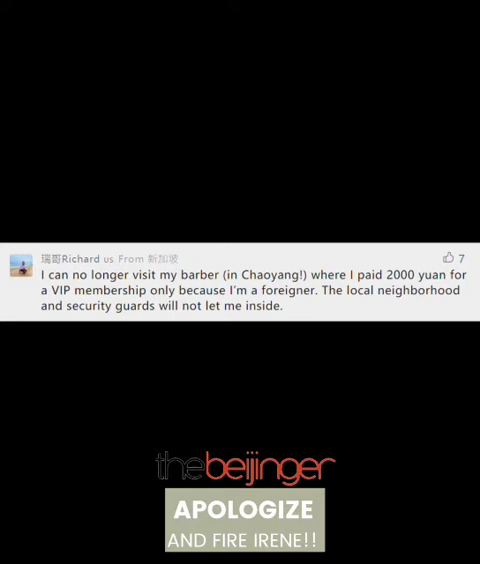 瑞哥Richard us From 新加坡 7
I can no longer visit my barber (in Chaoyang!) where I paid 2000 yuan for
a VIP membership only because I'm a foreigner. The local neighborhood
and security guards will not let me inside.
thebeijinger
APOLOGIZE
AND FIRE IRENE!!